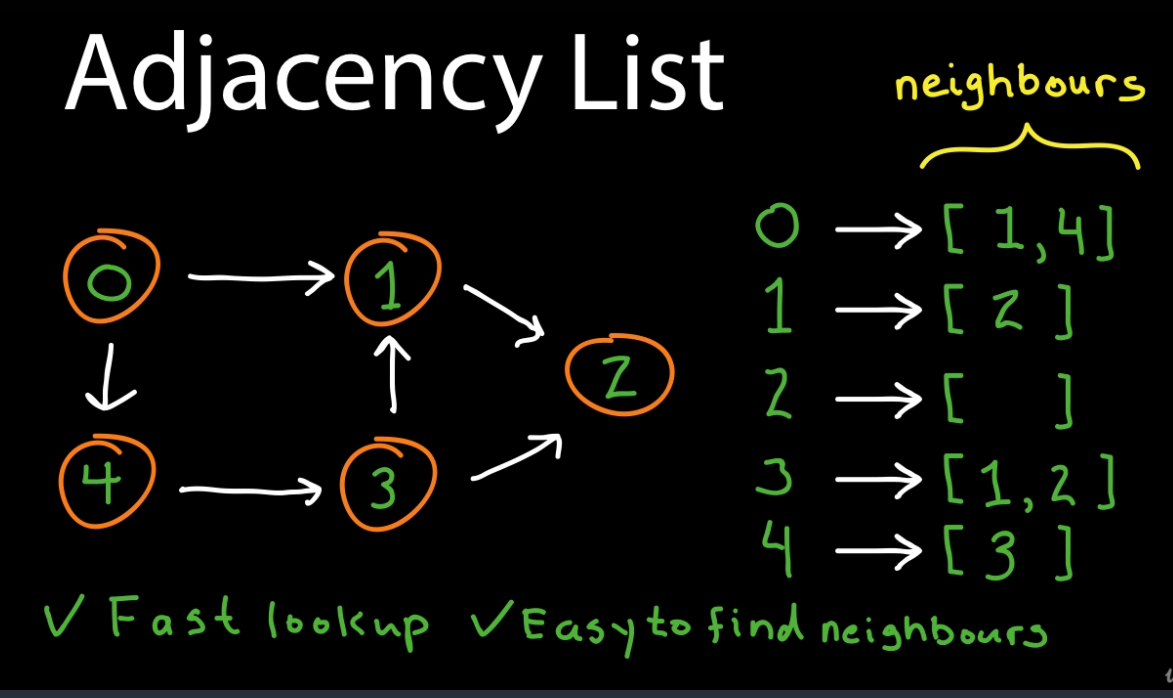 Adjacency List
neighbours
0 → [ 1,4]
0 → 1
1 → [ 2 ]
2
2 → [ ]
4 → 3
3 → [1,2 ]
4 → [ 3 ]
✓ Fast lookup ✓ Easy to find neighbours